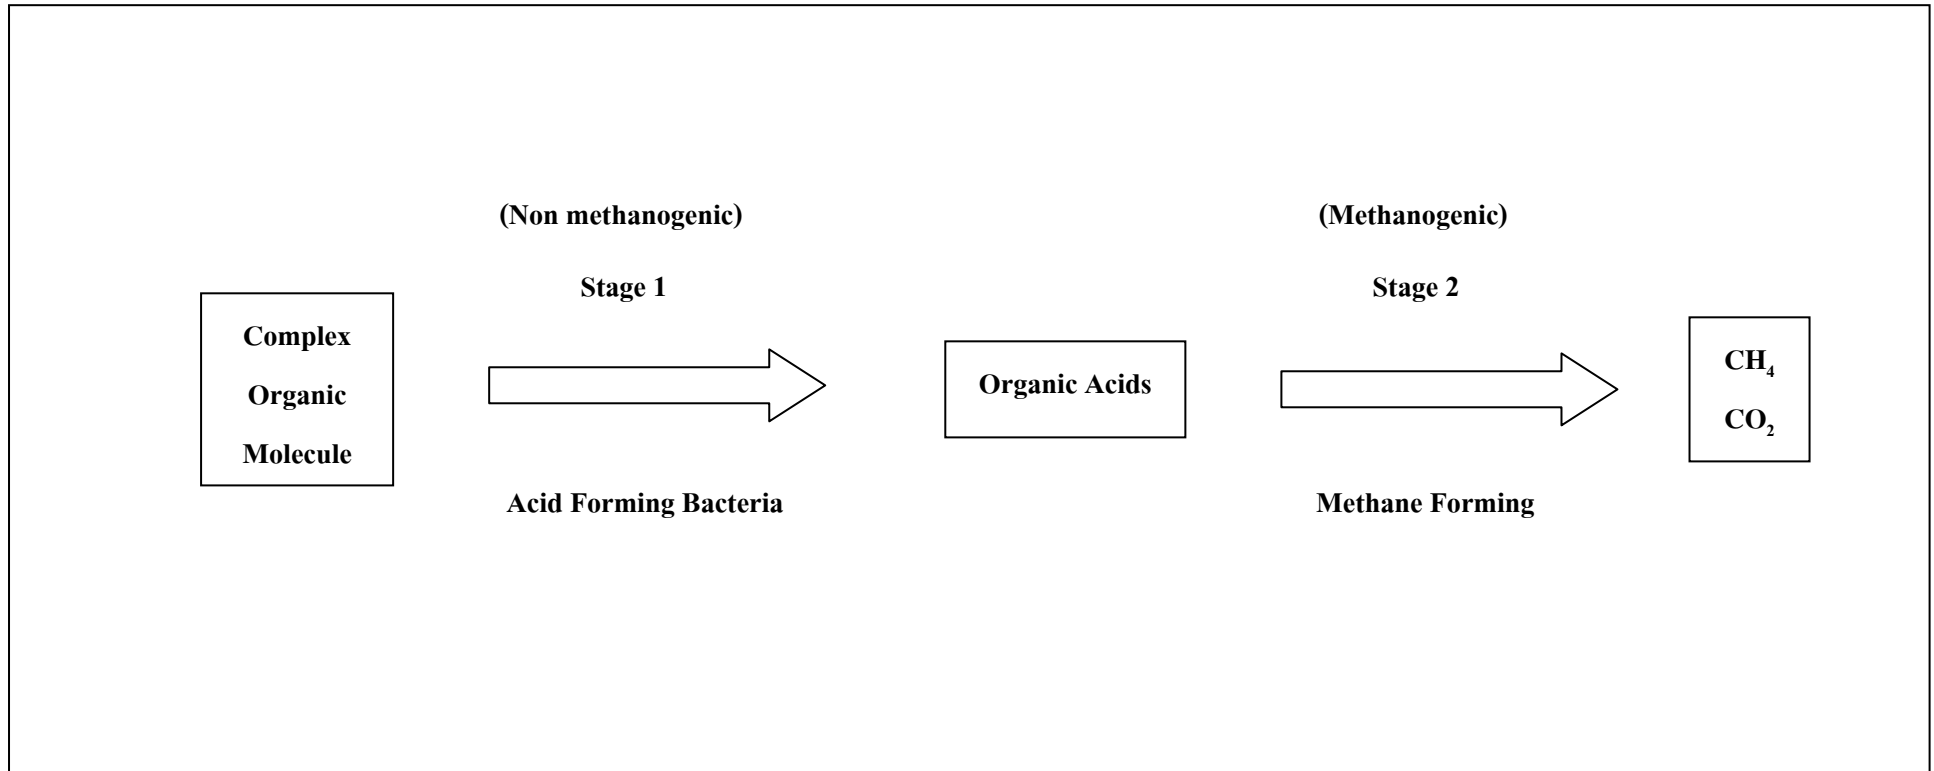 (Non methanogenic)
Stage 1
Complex
Organic
Molecule
Acid Forming Bacteria
Organic Acids
(Methanogenic)
Stage 2
Methane Forming
CH₄
CO₂